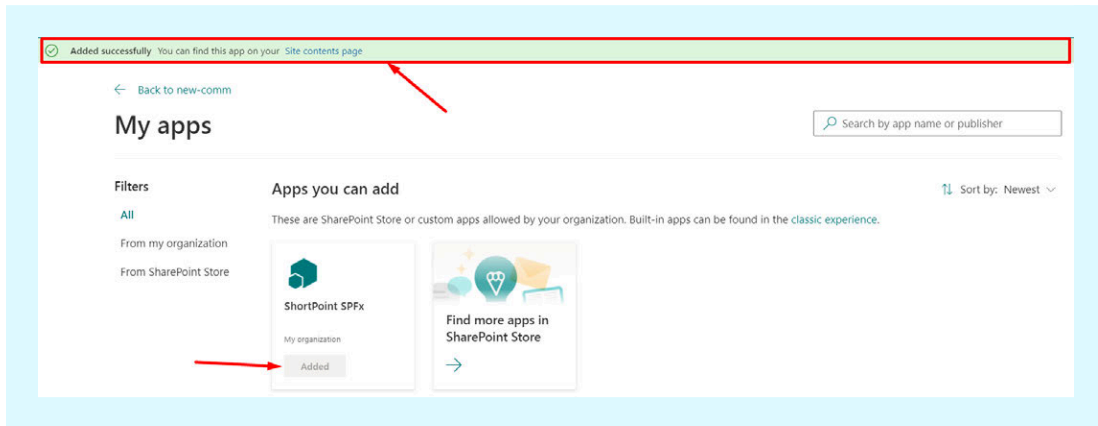 Added successfully You can find this app on your Site contents page
Back to new-comm
My apps
Search by app name or publisher
Filters
All
From my organization
From SharePoint Store
Apps you can add
Sort by: Newest
These are SharePoint Store or custom apps allowed by your organization. Built-in apps can be found in the classic experience.
ShortPoint SPFx
My organization
Added
Find more apps in
SharePoint Store